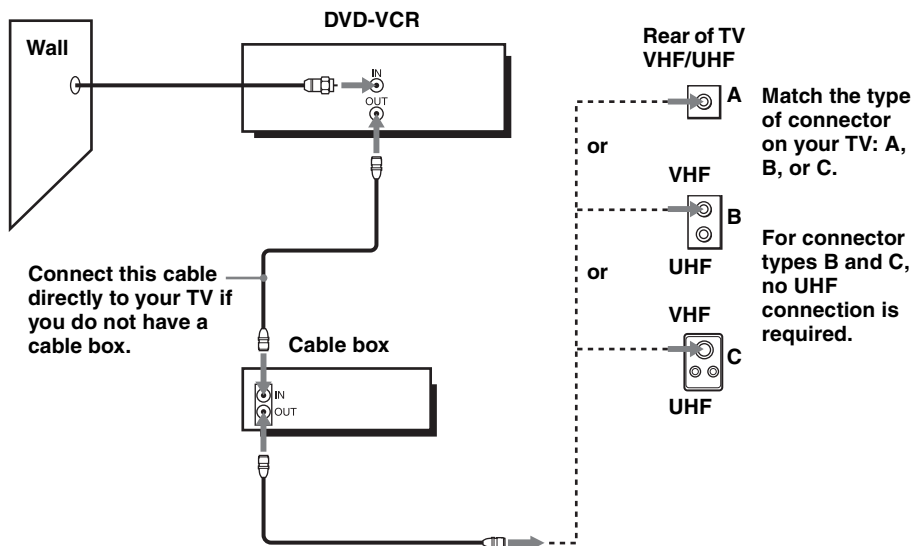 DVD-VCR
Wall
IN
OUT
Rear of TV
VHF/UHF
A
Match the type
of connector
on your TV: A,
B, or C.
or
VHF
B
UHF
For connector
types B and C,
no UHF
connection is
required.
or
VHF
C
UHF
Connect this cable
directly to your TV if
you do not have a
cable box.
Cable box
IN
OUT